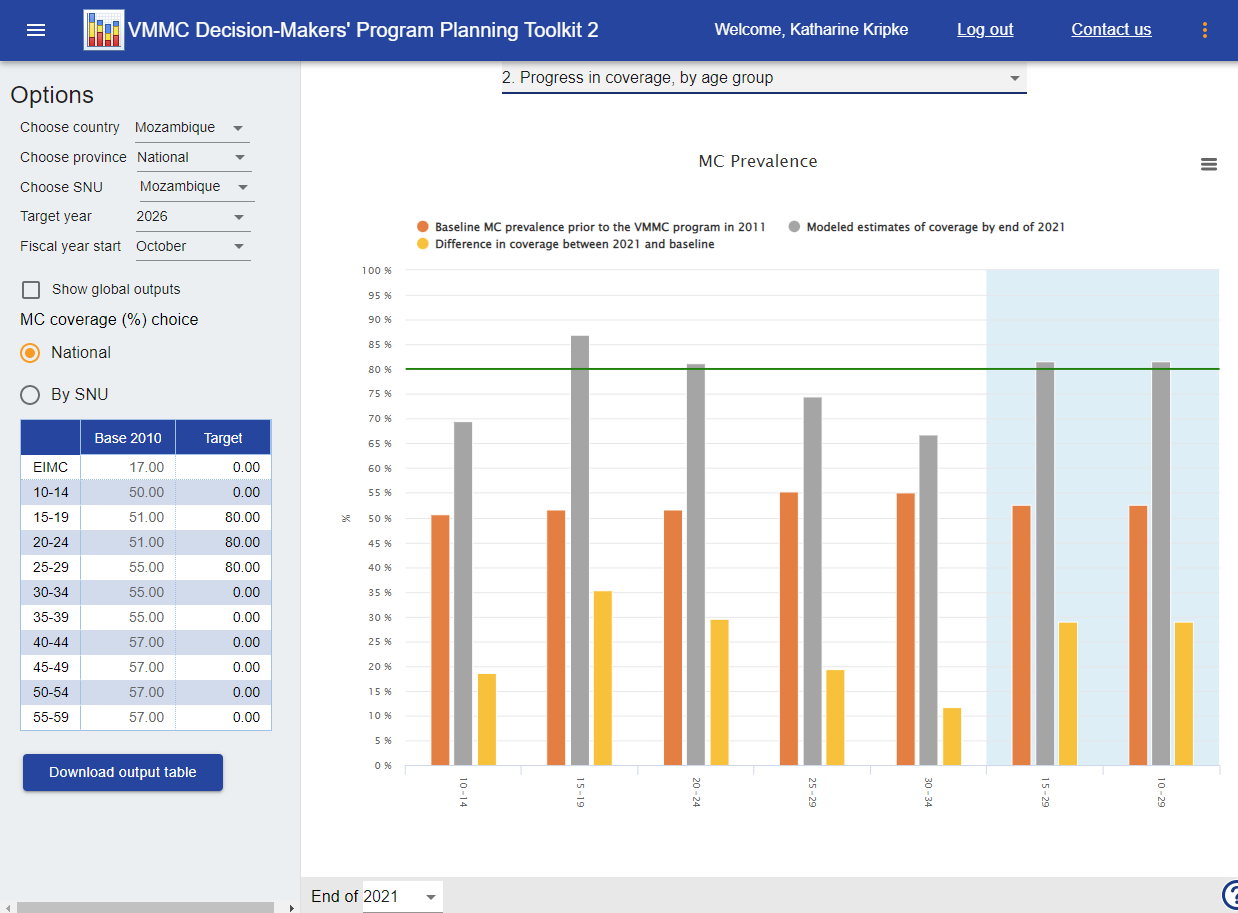 VMMC Decision-Makers' Program Planning Toolkit 2
Welcome, Katharine Kripke
Log out
Contact us
Options
Choose country Mozambique
Choose province National
Choose SNU Mozambique
Target year 2026
Fiscal year start October
Show global outputs
MC coverage (%) choice
National
By SNU
Base 2010 Target
EIMC 17.00 0.00
10-14 50.00 0.00
15-19 51.00 80.00
20-24 51.00 80.00
25-29 55.00 80.00
30-34 55.00 0.00
35-39 55.00 0.00
40-44 57.00 0.00
45-49 57.00 0.00
50-54 57.00 0.00
55-59 57.00 0.00
Download output table
2. Progress in coverage, by age group
MC Prevalence
Baseline MC prevalence prior to the VMMC program in 2011
Modeled estimates of coverage by end of 2021
Difference in coverage between 2021 and baseline
100 %
95 %
90 %
85 %
80 %
75 %
70 %
65 %
60 %
55 %
50 %
45 %
40 %
35 %
30 %
25 %
20 %
15 %
10 %
5 %
0 %
%
10-14
15-19
20-24
25-29
30-34
15-29
10-29
End of 2021
?